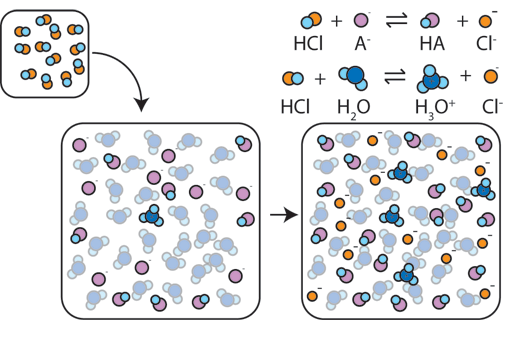 HCl + A⁻ ⇌ HA + Cl⁻
HCl + H₂O ⇌ H₃O⁺ + Cl⁻